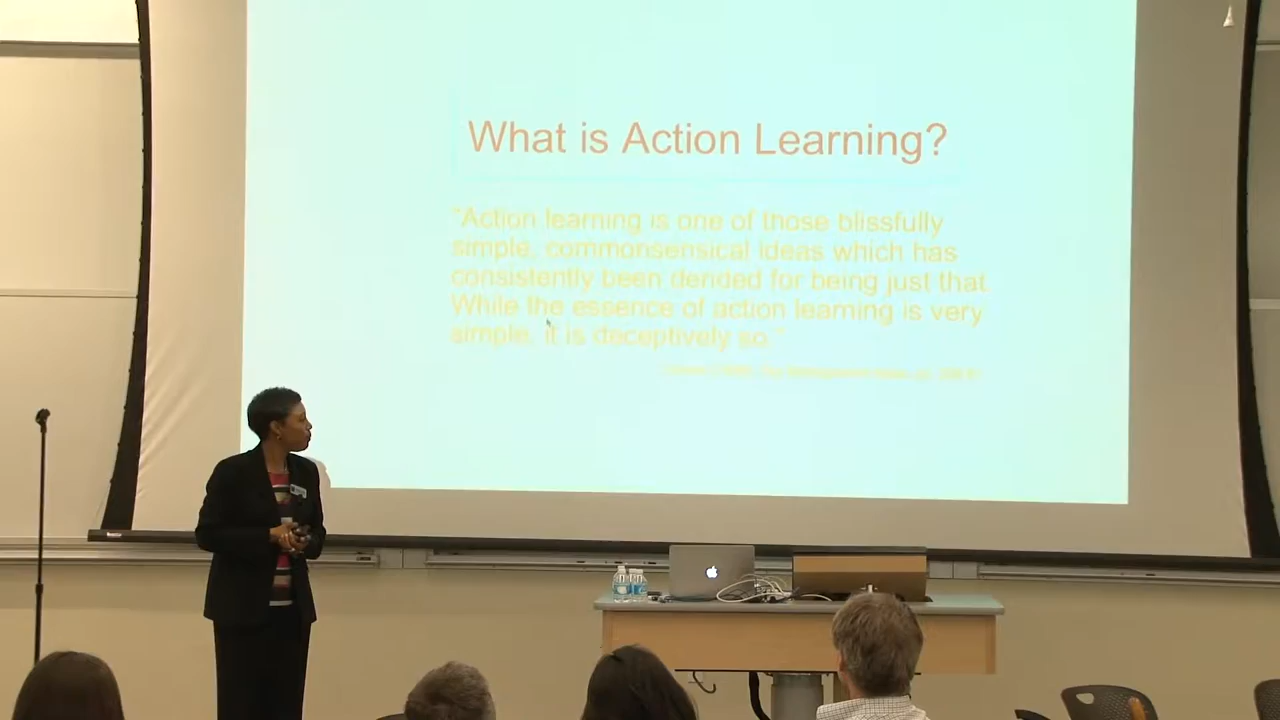 What is Action Learning?
"Action learning is one of those blissfully
simple, commonsensical ideas which has
consistently been derided for being just that.
While the essence of action learning is very
simple, it is deceptively so."